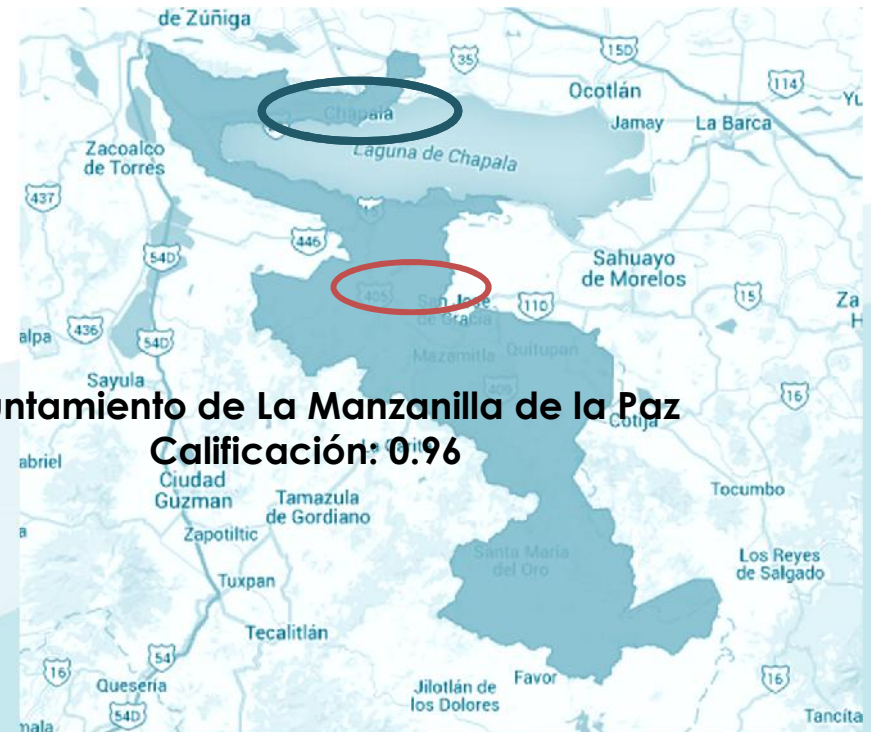 de Zúñiga
35
15D
Ocotlán
114
Yu
Chapala
Jamay
La Barca
Laguna de Chapala
Zacoalco
de Torres
437
15
446
54D
Sahuayo
de Morelos
405
San José
de Gracia
110
15
Za
H
alpa
436
54D
Mazamitla
Quitupan
Sayula
409
16
untamiento de La Manzanilla de la Paz
Cotija
Calificación: 0.96
abriel
Ciudad
Guzman
Tamazula
de Gordiano
Tocumbo
Zapotiltic
Santa Maria
del Oro
Los Reyes
de Salgado
Tuxpan
Tecalitlán
54
16
Queseria
Jilotlán de
los Dolores
Favor
16
54D
Tancíta
mala